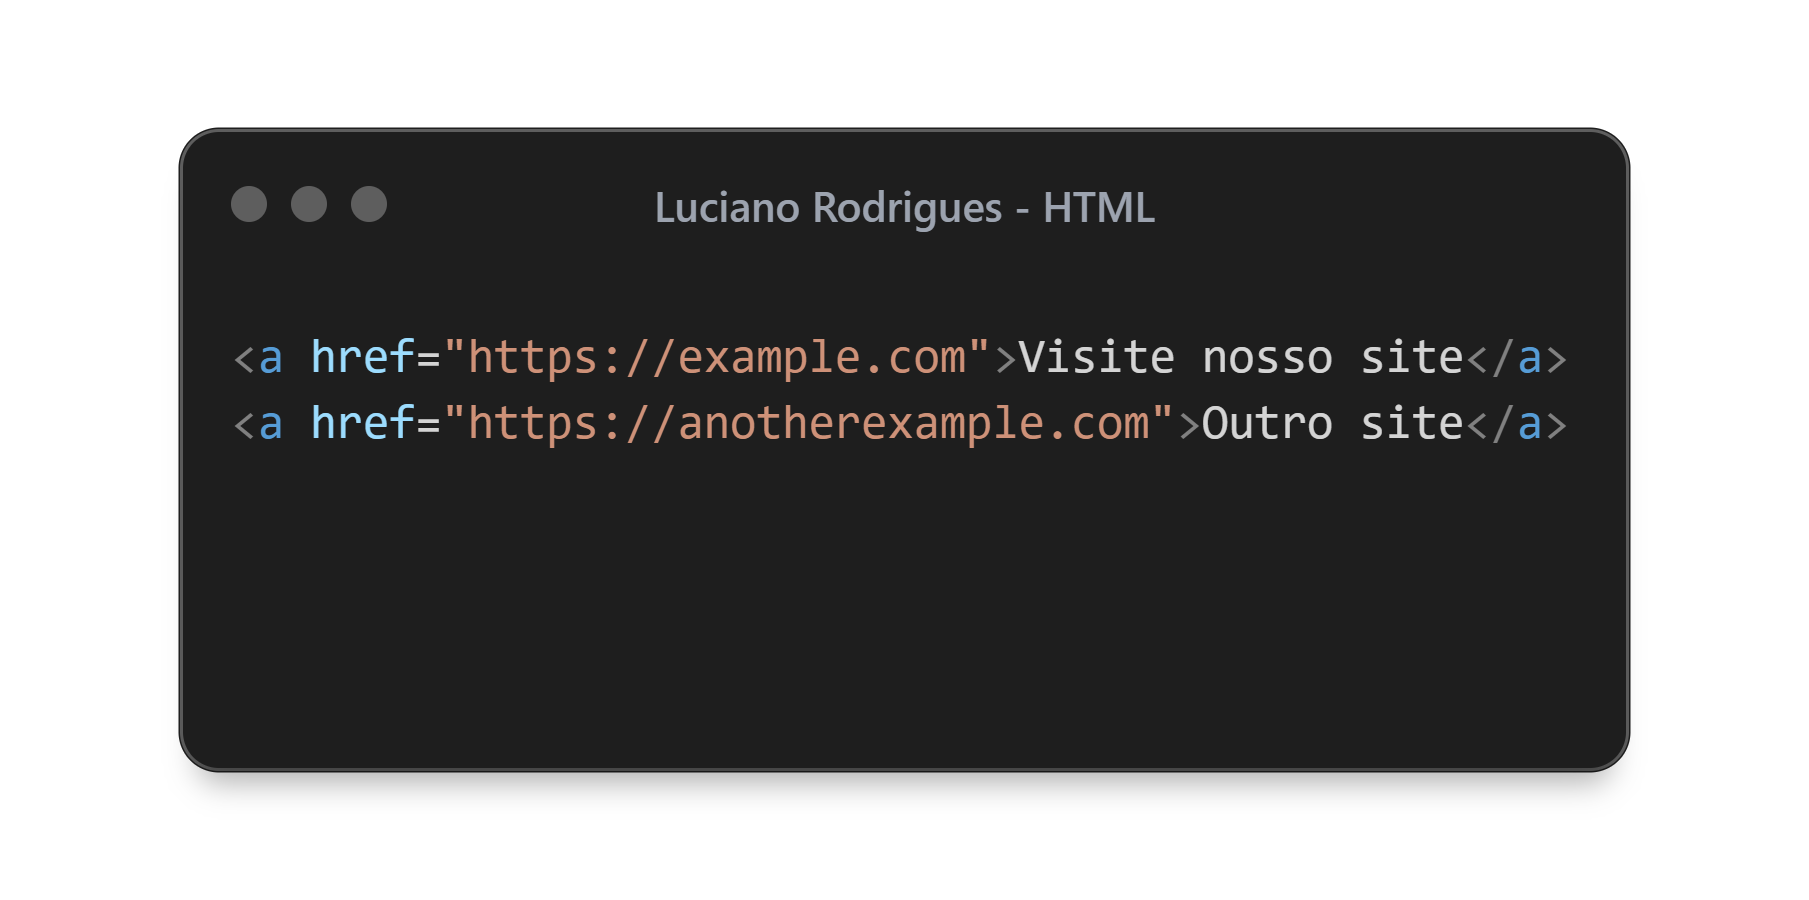 Luciano Rodrigues - HTML
<a href="https://example.com">Visite nosso site</a>
<a href="https://anotherexample.com">Outro site</a>